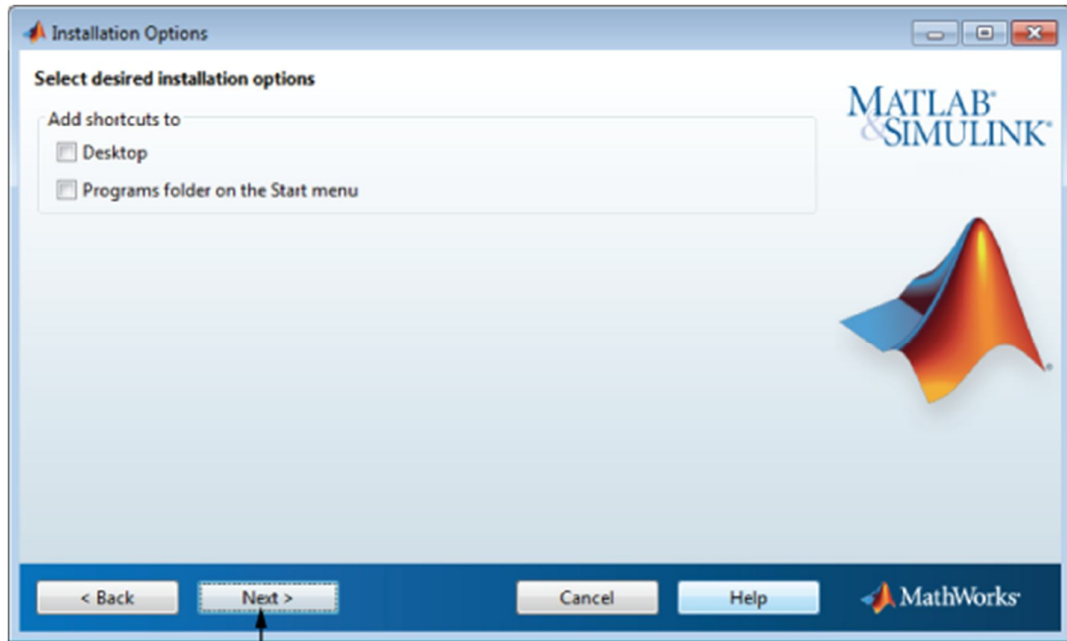 Installation Options
Select desired installation options
Add shortcuts to
Desktop
Programs folder on the Start menu
MATLAB®
&SIMULINK®
®
< Back
Next >
Cancel
Help
MathWorks®